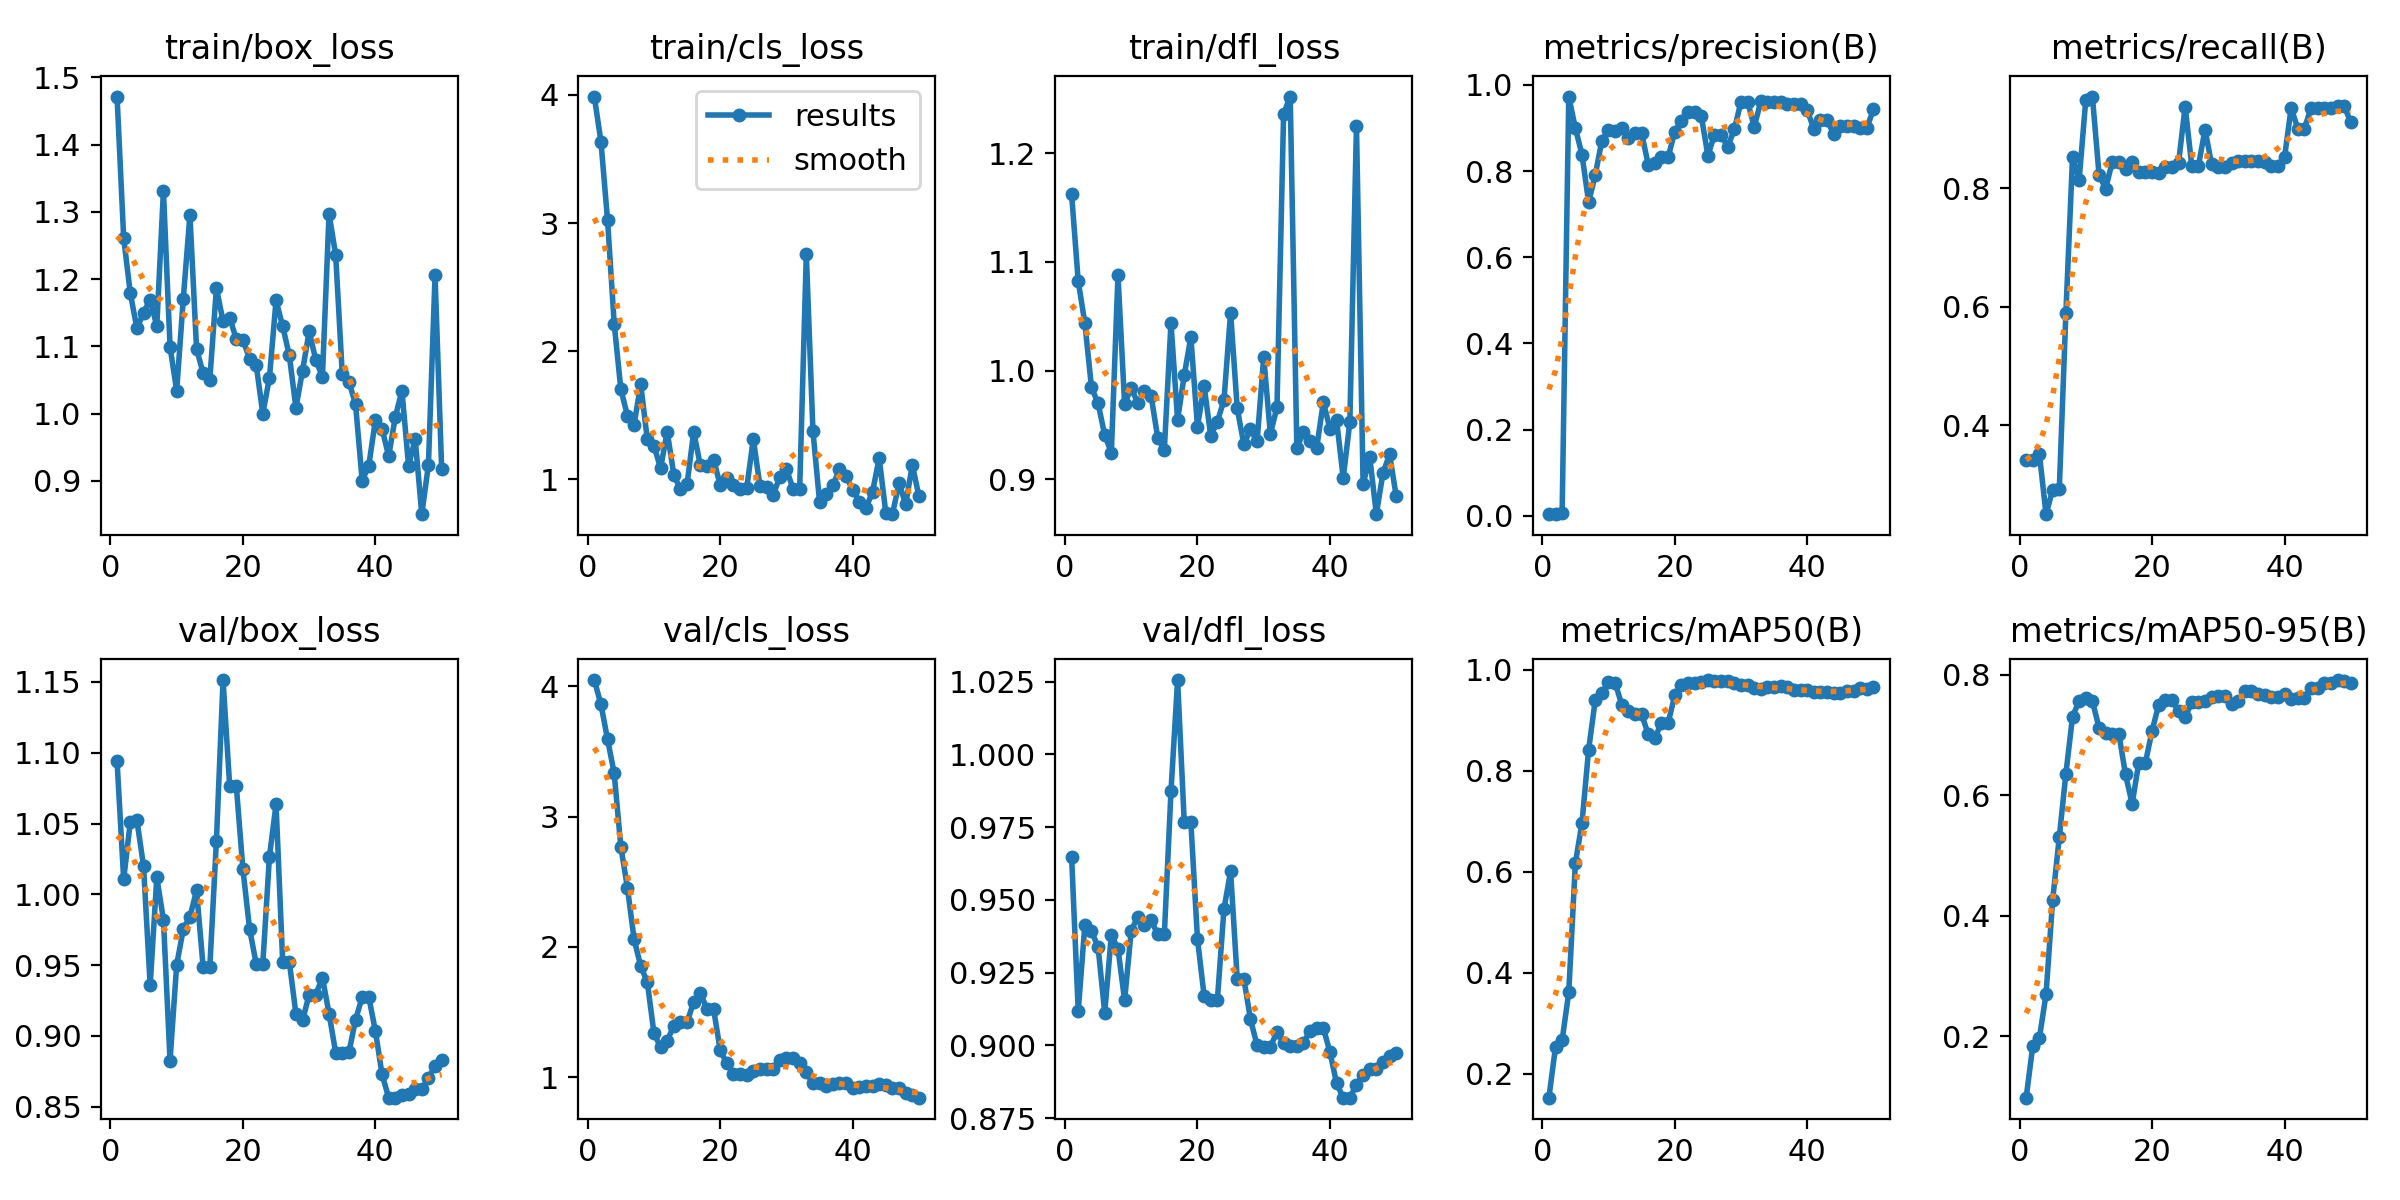 train/box_loss
1.5
1.4
1.3
1.2
1.1
1.0
0.9
0 20 40
train/cls_loss
4
3
2
1
results
smooth
0 20 40
train/dfl_loss
1.2
1.1
1.0
0.9
0 20 40
metrics/precision(B)
1.0
0.8
0.6
0.4
0.2
0.0
0 20 40
metrics/recall(B)
0.8
0.6
0.4
0 20 40
val/box_loss
1.15
1.10
1.05
1.00
0.95
0.90
0.85
0 20 40
val/cls_loss
4
3
2
1
0 20 40
val/dfl_loss
1.025
1.000
0.975
0.950
0.925
0.900
0.875
0 20 40
metrics/mAP50(B)
1.0
0.8
0.6
0.4
0.2
0 20 40
metrics/mAP50-95(B)
0.8
0.6
0.4
0.2
0 20 40